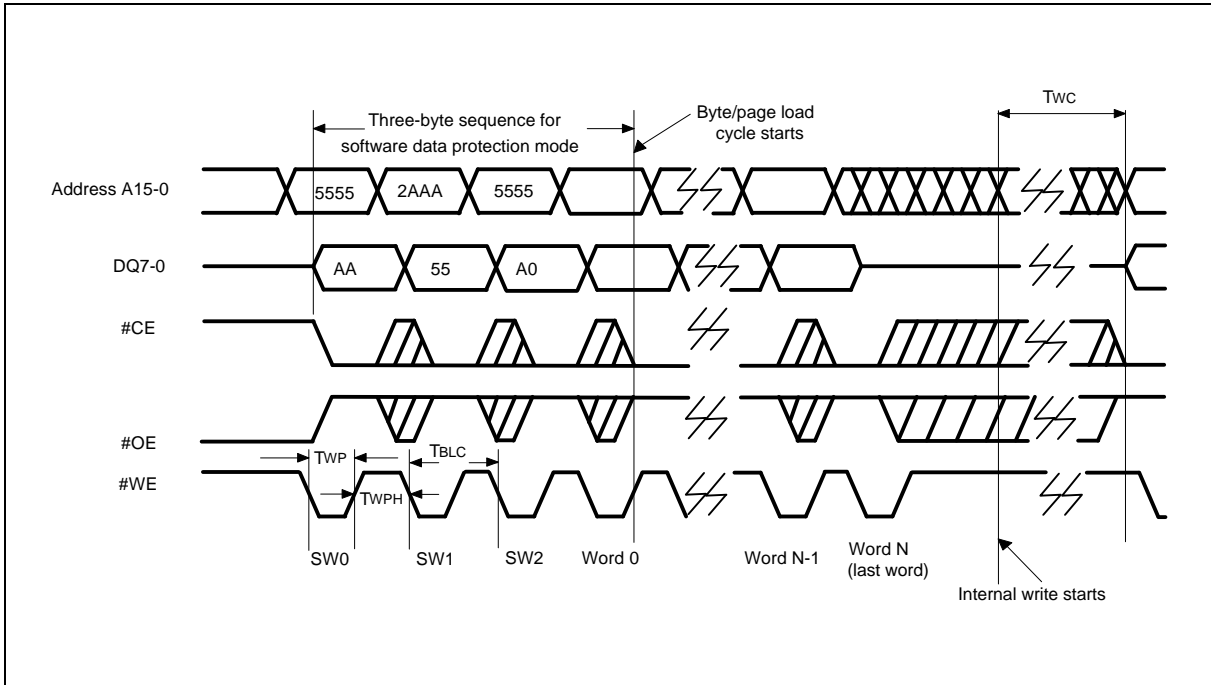 Three-byte sequence for
software data protection mode
Byte/page load
cycle starts
TWC
Address A15-0
5555
2AAA
5555
DQ7-0
AA
55
A0
#CE
#OE
TWP
TBLC
#WE
TWPH
SW0
SW1
SW2
Word 0
Word N-1
Word N
(last word)
Internal write starts